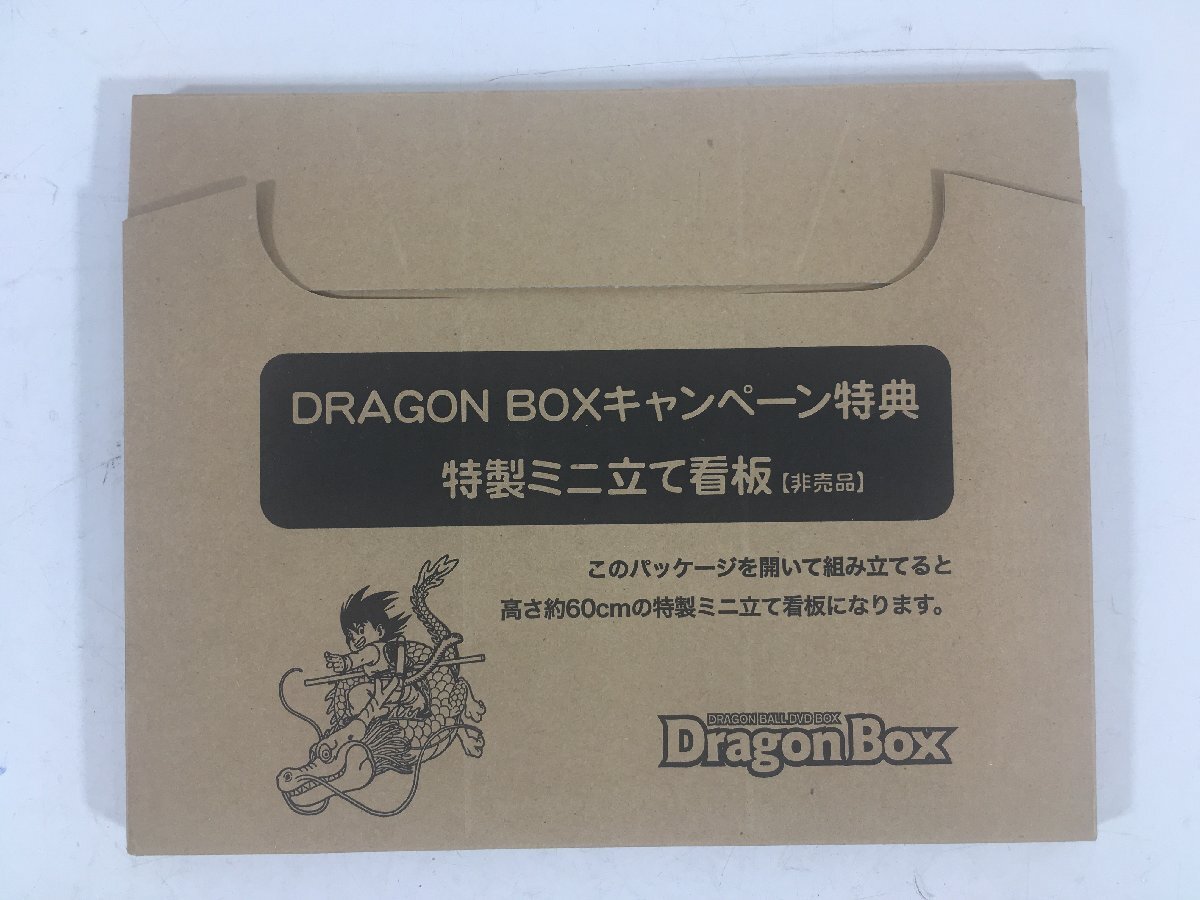 DRAGON BOXキャンペーン特典
特製ミニ立て看板【非売品】
このパッケージを開いて組み立てると
高さ約60cmの特製ミニ立て看板になります。
DRAGON BALL DVD BOX
Dragon Box